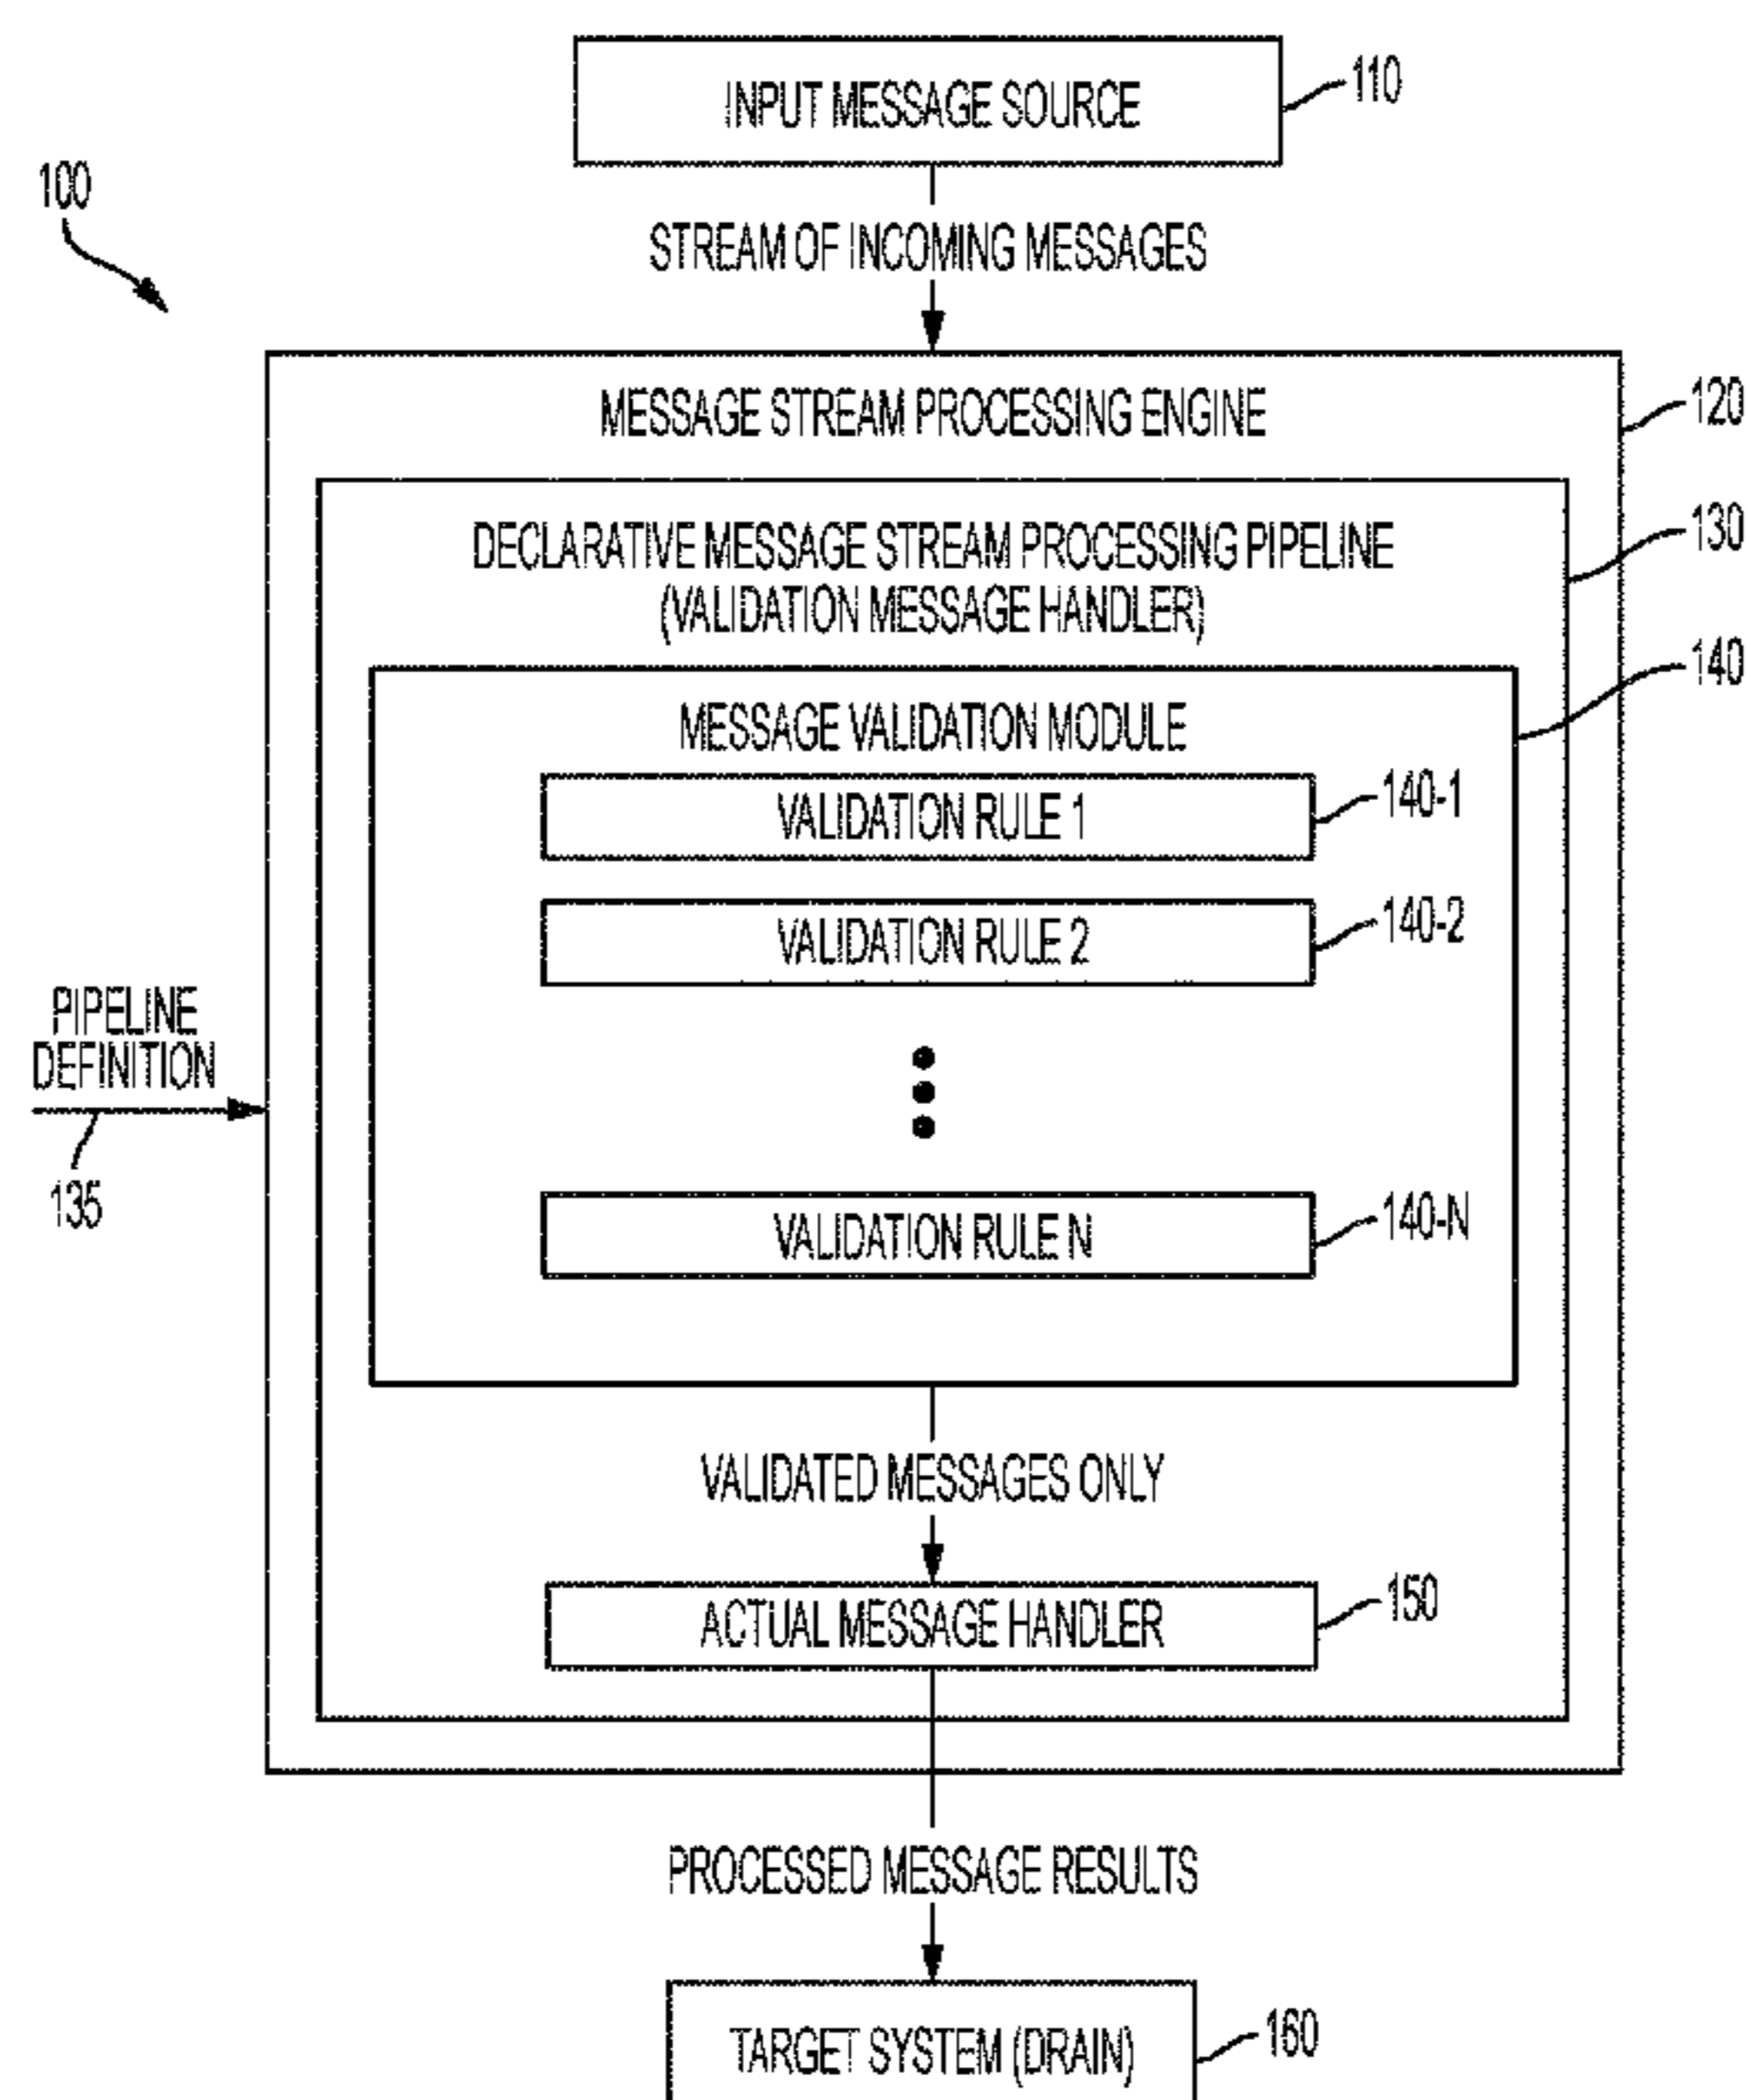 INPUT MESSAGE SOURCE
110
100
STREAM OF INCOMING MESSAGES
MESSAGE STREAM PROCESSING ENGINE
120
DECLARATIVE MESSAGE STREAM PROCESSING PIPELINE
130
(VALIDATION MESSAGE HANDLER)
140
MESSAGE VALIDATION MODULE
VALIDATION RULE 1
140-1
VALIDATION RULE 2
140-2
PIPELINE
DEFINITION
135
VALIDATION RULE N
140-N
VALIDATED MESSAGES ONLY
ACTUAL MESSAGE HANDLER
150
PROCESSED MESSAGE RESULTS
TARGET SYSTEM (DRAIN)
160